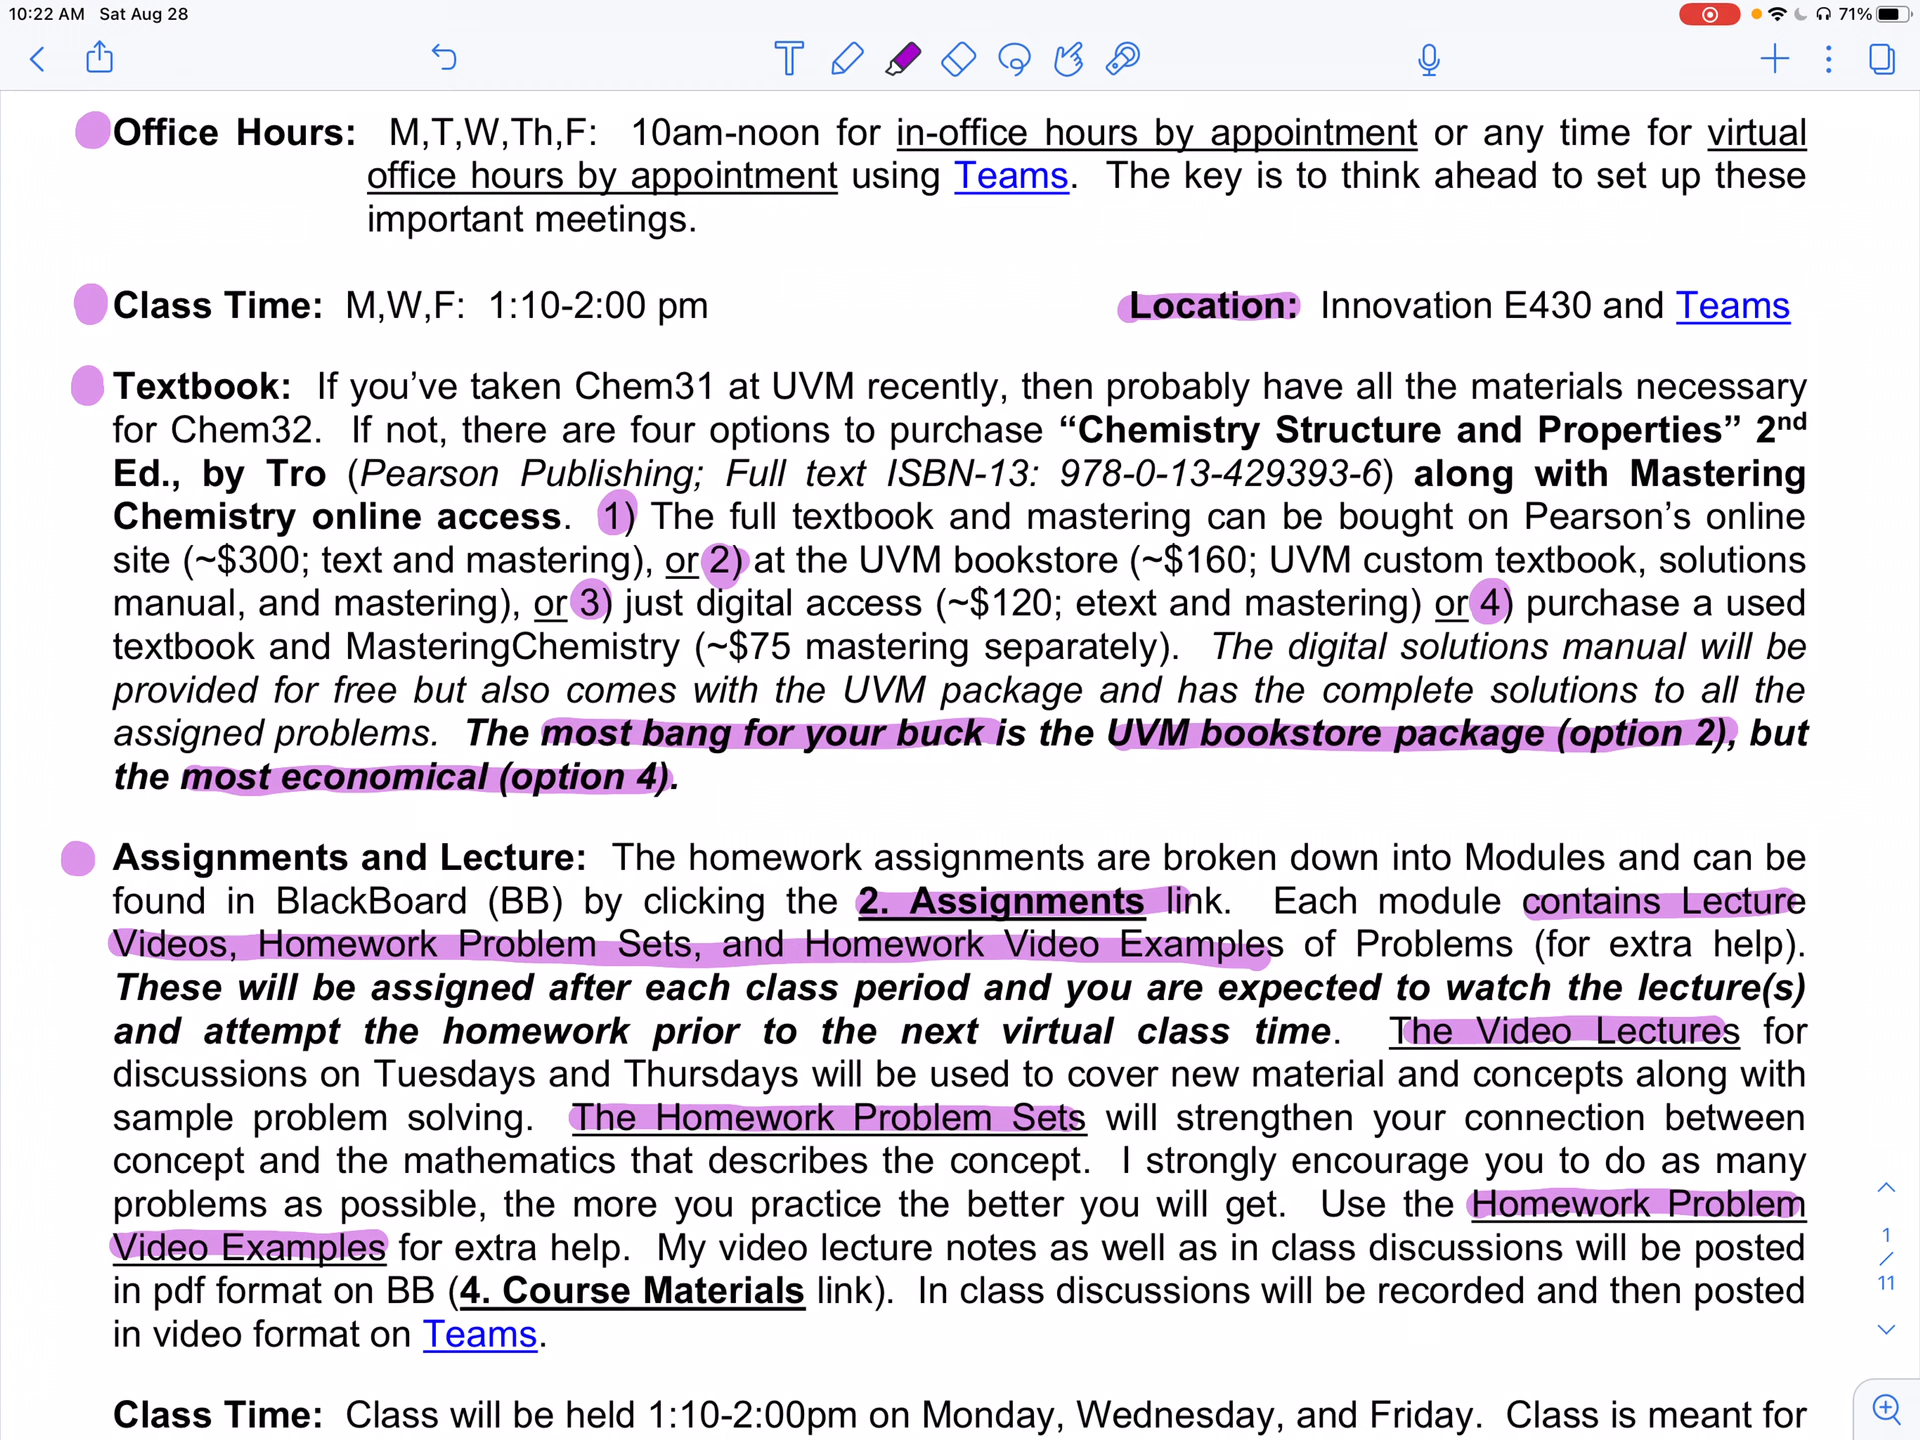 10:22 AM Sat Aug 28
71%
T
Office Hours: M,T,W,Th,F: 10am-noon for in-office hours by appointment or any time for virtual
office hours by appointment using Teams. The key is to think ahead to set up these
important meetings.
Class Time: M,W,F: 1:10-2:00 pm Location: Innovation E430 and Teams
Textbook: If you’ve taken Chem31 at UVM recently, then probably have all the materials necessary
for Chem32. If not, there are four options to purchase “Chemistry Structure and Properties” 2nd
Ed., by Tro (Pearson Publishing; Full text ISBN-13: 978-0-13-429393-6) along with Mastering
Chemistry online access. 1) The full textbook and mastering can be bought on Pearson’s online
site (~$300; text and mastering), or 2) at the UVM bookstore (~$160; UVM custom textbook, solutions
manual, and mastering), or 3) just digital access (~$120; etext and mastering) or 4) purchase a used
textbook and MasteringChemistry (~$75 mastering separately). The digital solutions manual will be
provided for free but also comes with the UVM package and has the complete solutions to all the
assigned problems. The most bang for your buck is the UVM bookstore package (option 2), but
the most economical (option 4).
Assignments and Lecture: The homework assignments are broken down into Modules and can be
found in BlackBoard (BB) by clicking the 2. Assignments link. Each module contains Lecture
Videos, Homework Problem Sets, and Homework Video Examples of Problems (for extra help).
These will be assigned after each class period and you are expected to watch the lecture(s)
and attempt the homework prior to the next virtual class time. The Video Lectures for
discussions on Tuesdays and Thursdays will be used to cover new material and concepts along with
sample problem solving. The Homework Problem Sets will strengthen your connection between
concept and the mathematics that describes the concept. I strongly encourage you to do as many
problems as possible, the more you practice the better you will get. Use the Homework Problem
Video Examples for extra help. My video lecture notes as well as in class discussions will be posted
in pdf format on BB (4. Course Materials link). In class discussions will be recorded and then posted
in video format on Teams.
Class Time: Class will be held 1:10-2:00pm on Monday, Wednesday, and Friday. Class is meant for
1
/
11